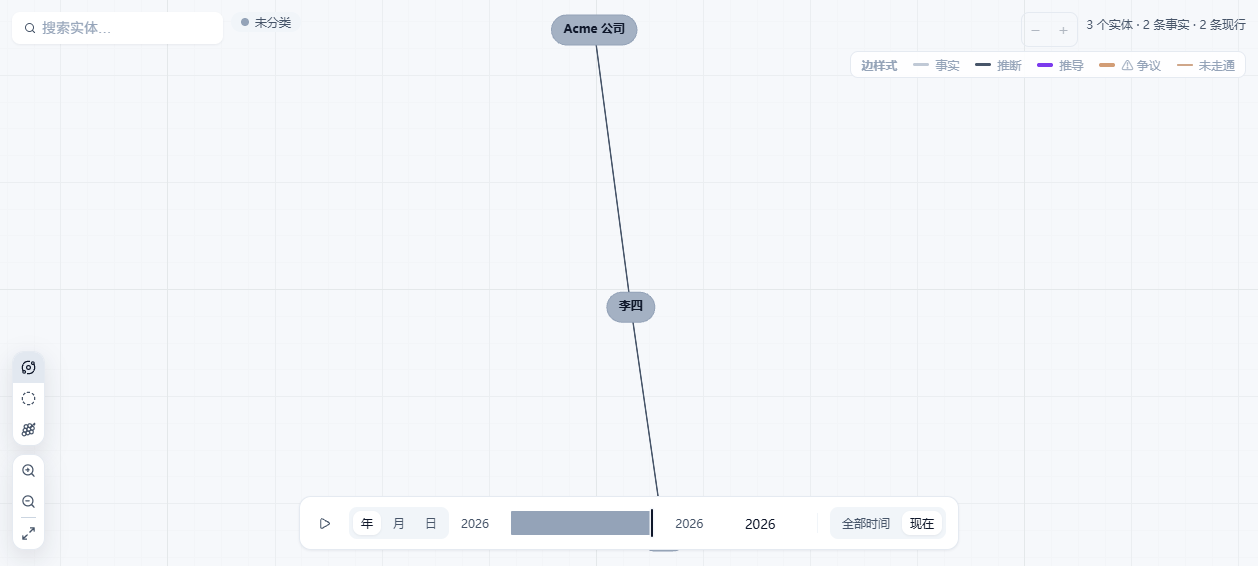 搜索实体...
未分类
Acme 公司
3 个实体 · 2 条事实 · 2 条现行
边样式 事实 推断 推导 ⚠ 争议 未走通
李四
年 月 日 2026 2026 2026 全部时间 现在